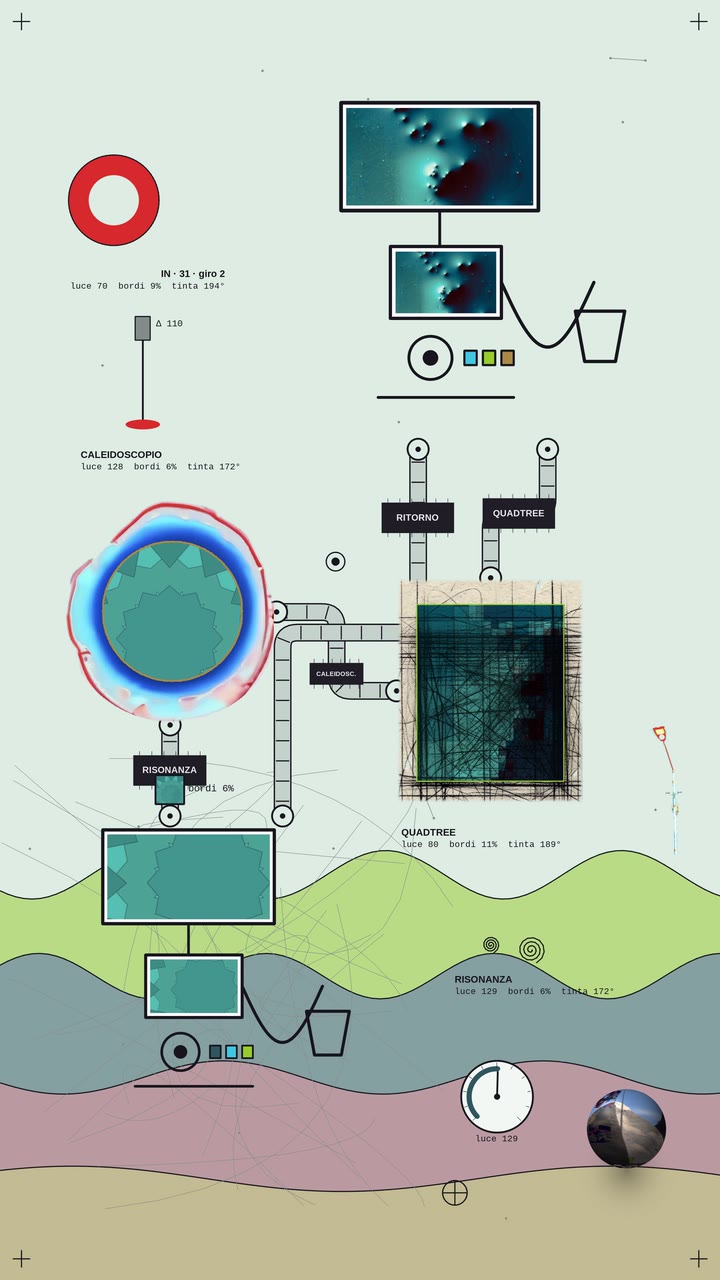 IN · 31 · giro 2
luce 70 bordi 9% tinta 194°
Δ 110
CALEIDOSCOPIO
luce 128 bordi 6% tinta 172°
RITORNO
QUADTREE
CALEIDOSC.
RISONANZA
bordi 6%
QUADTREE
luce 80 bordi 11% tinta 189°
RISONANZA
luce 129 bordi 6% tinta 172°
luce 129